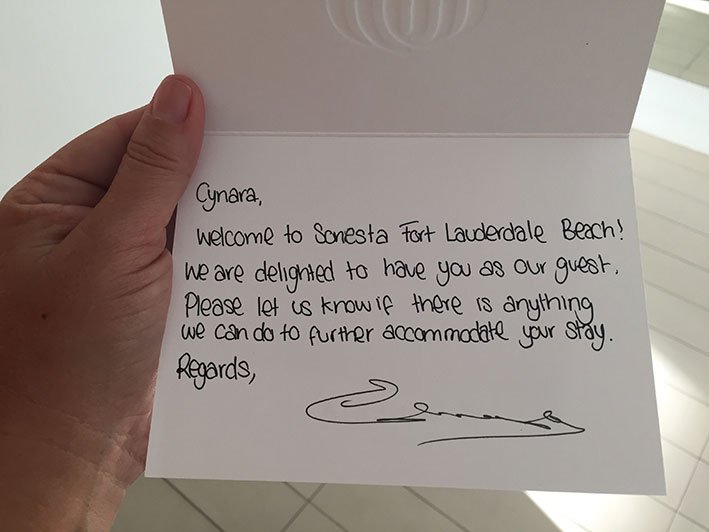 Cynara,
Welcome to Sonesta Fort Lauderdale Beach!
We are delighted to have you as our guest.
Please let us know if there is anything
we can do to further accommodate your stay.
Regards,